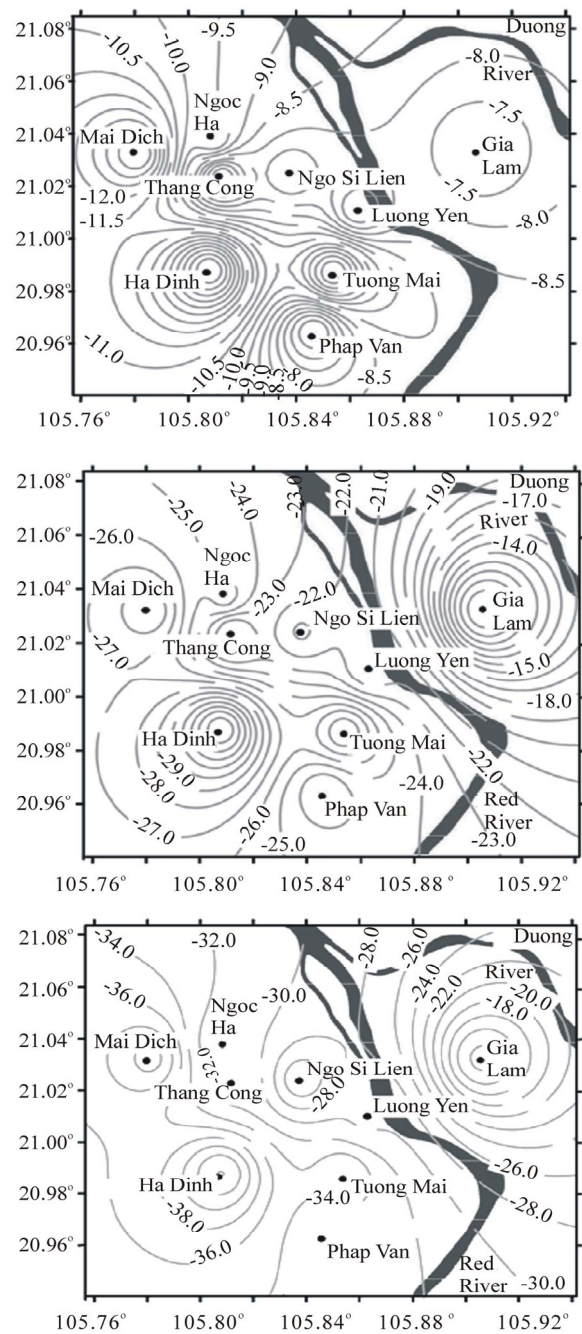 21.08°
21.06°
21.04°
21.02°
21.00°
20.98°
20.96°
-10.5
-10.0
-9.5
-9.0
-8.5
Duong
-8.0
River
-7.5
Ngoc
Ha
Mai Dich
Gia
Lam
Ngo Si Lien
Thang Cong
-7.5
-12.0
Luong Yen
-11.5
-8.0
Ha Dinh
Tuong Mai
-8.5
Phap Van
-11.0
-10.5
-10.0
-9.5
-9.0
-8.5
-8.0
-8.5
105.76° 105.80° 105.84° 105.88° 105.92°
21.08°
21.06°
21.04°
21.02°
21.00°
20.98°
20.96°
-24.0
-23.0
-22.0
-21.0
-19.0
Duong
-17.0
-25.0
River
-26.0
-14.0
Ngoc
Ha
Mai Dich
-23.0
-22.0
Gia
Lam
Ngo Si Lien
Thang Cong
-27.0
Luong Yen
-15.0
-18.0
Ha Dinh
Tuong Mai
-29.0
-28.0
-22.0
-24.0
Phap Van
Red
River
-27.0
-26.0
-25.0
-23.0
105.76° 105.80° 105.84° 105.88° 105.92°
21.08°
21.06°
21.04°
21.02°
21.00°
20.98°
20.96°
-34.0
-32.0
-28.0
-26.0
Duong
-24.0
River
-36.0
-30.0
-22.0
-20.0
-18.0
Ngoc
Ha
Mai Dich
-32.0
Gia
Lam
Ngo Si Lien
Thang Cong
-28.0
Luong Yen
-26.0
Ha Dinh
Tuong Mai
-34.0
-28.0
-38.0
-36.0
Phap Van
Red
River
-30.0
105.76° 105.80° 105.84° 105.88° 105.92°